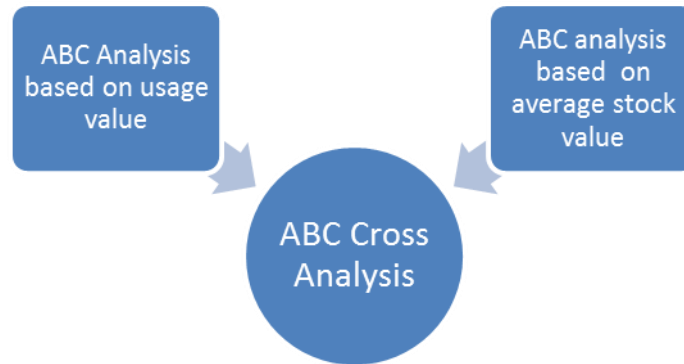 ABC Analysis
based on usage
value
ABC analysis
based on
average stock
value
ABC Cross
Analysis